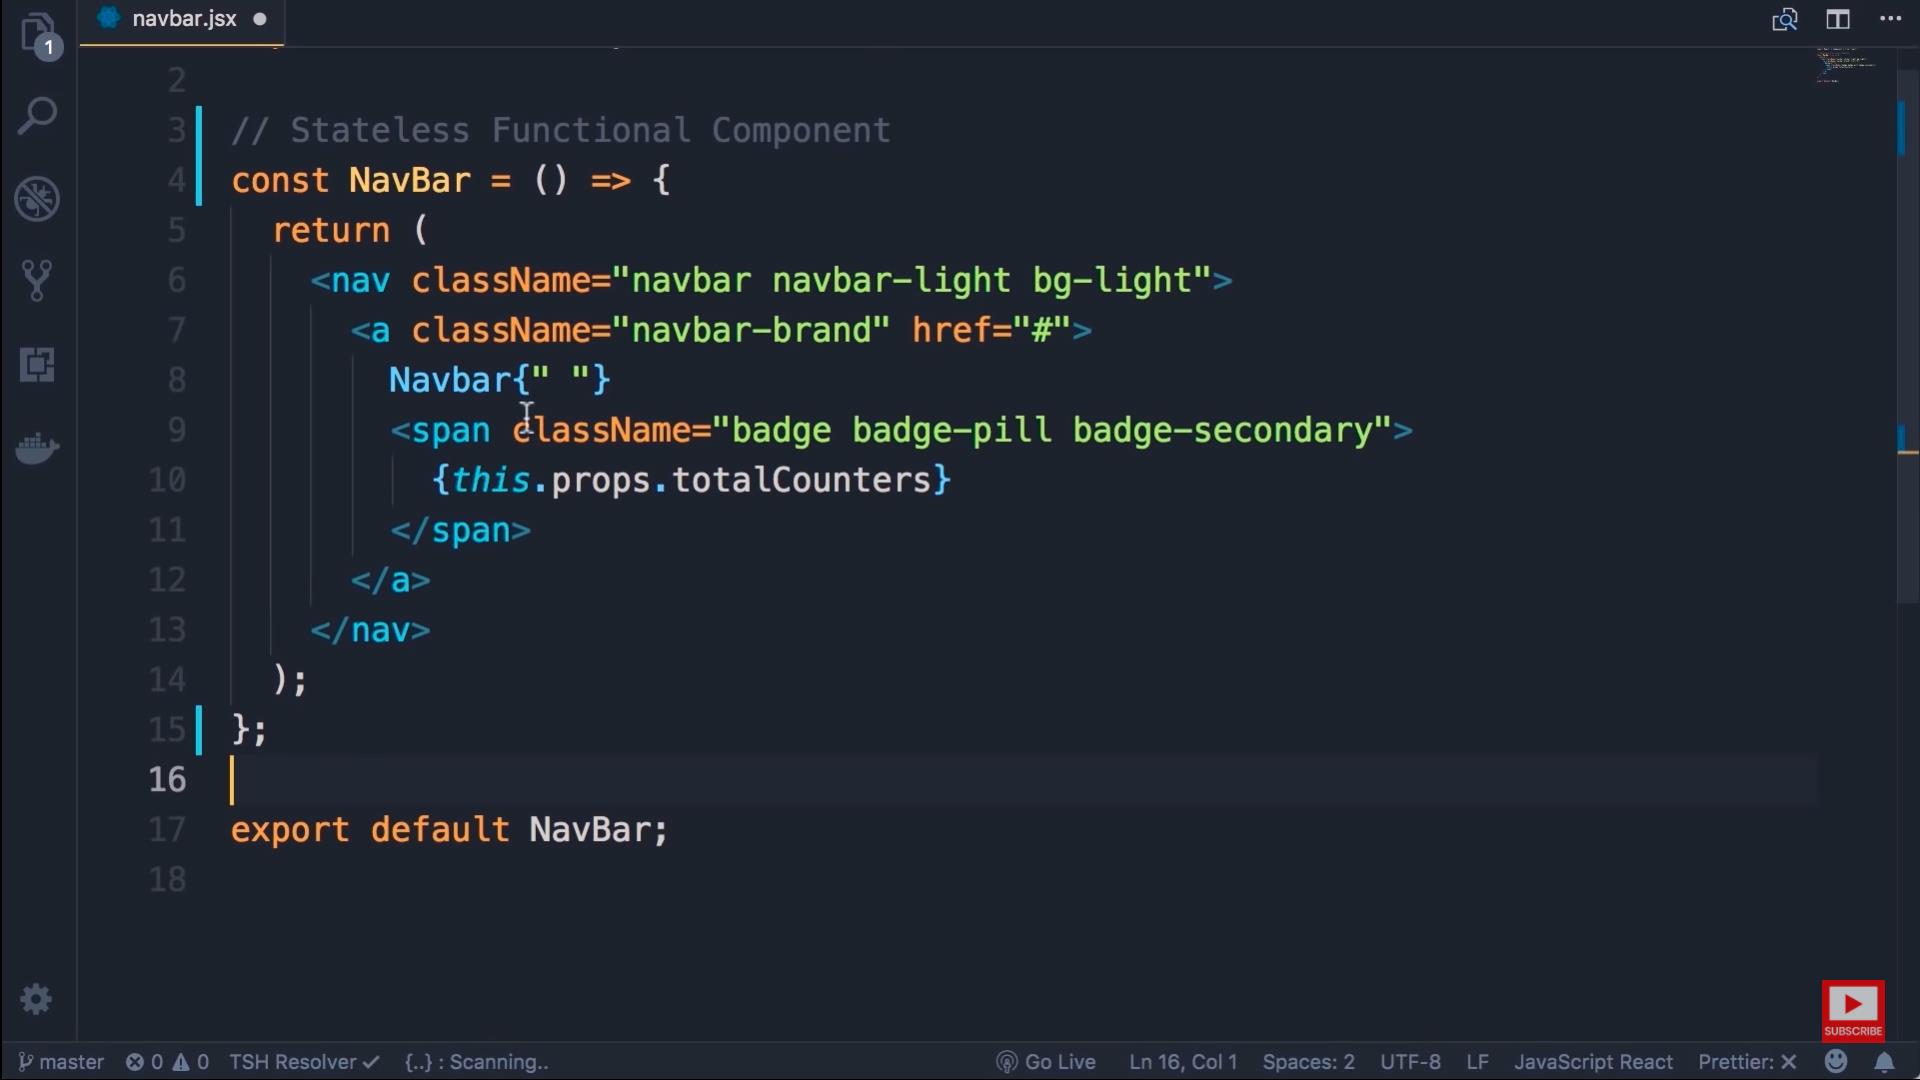 navbar.jsx
1
2
3 // Stateless Functional Component
4 const NavBar = () => {
5 return (
6 <nav className="navbar navbar-light bg-light">
7 <a className="navbar-brand" href="#">
8 Navbar{" "}
9 <span className="badge badge-pill badge-secondary">
10 {this.props.totalCounters}
11 </span>
12 </a>
13 </nav>
14 );
15 };
16
17 export default NavBar;
18
SUBSCRIBE
master 0 0 TSH Resolver ✓ {..} : Scanning.. Go Live Ln 16, Col 1 Spaces: 2 UTF-8 LF JavaScript React Prettier: ✕